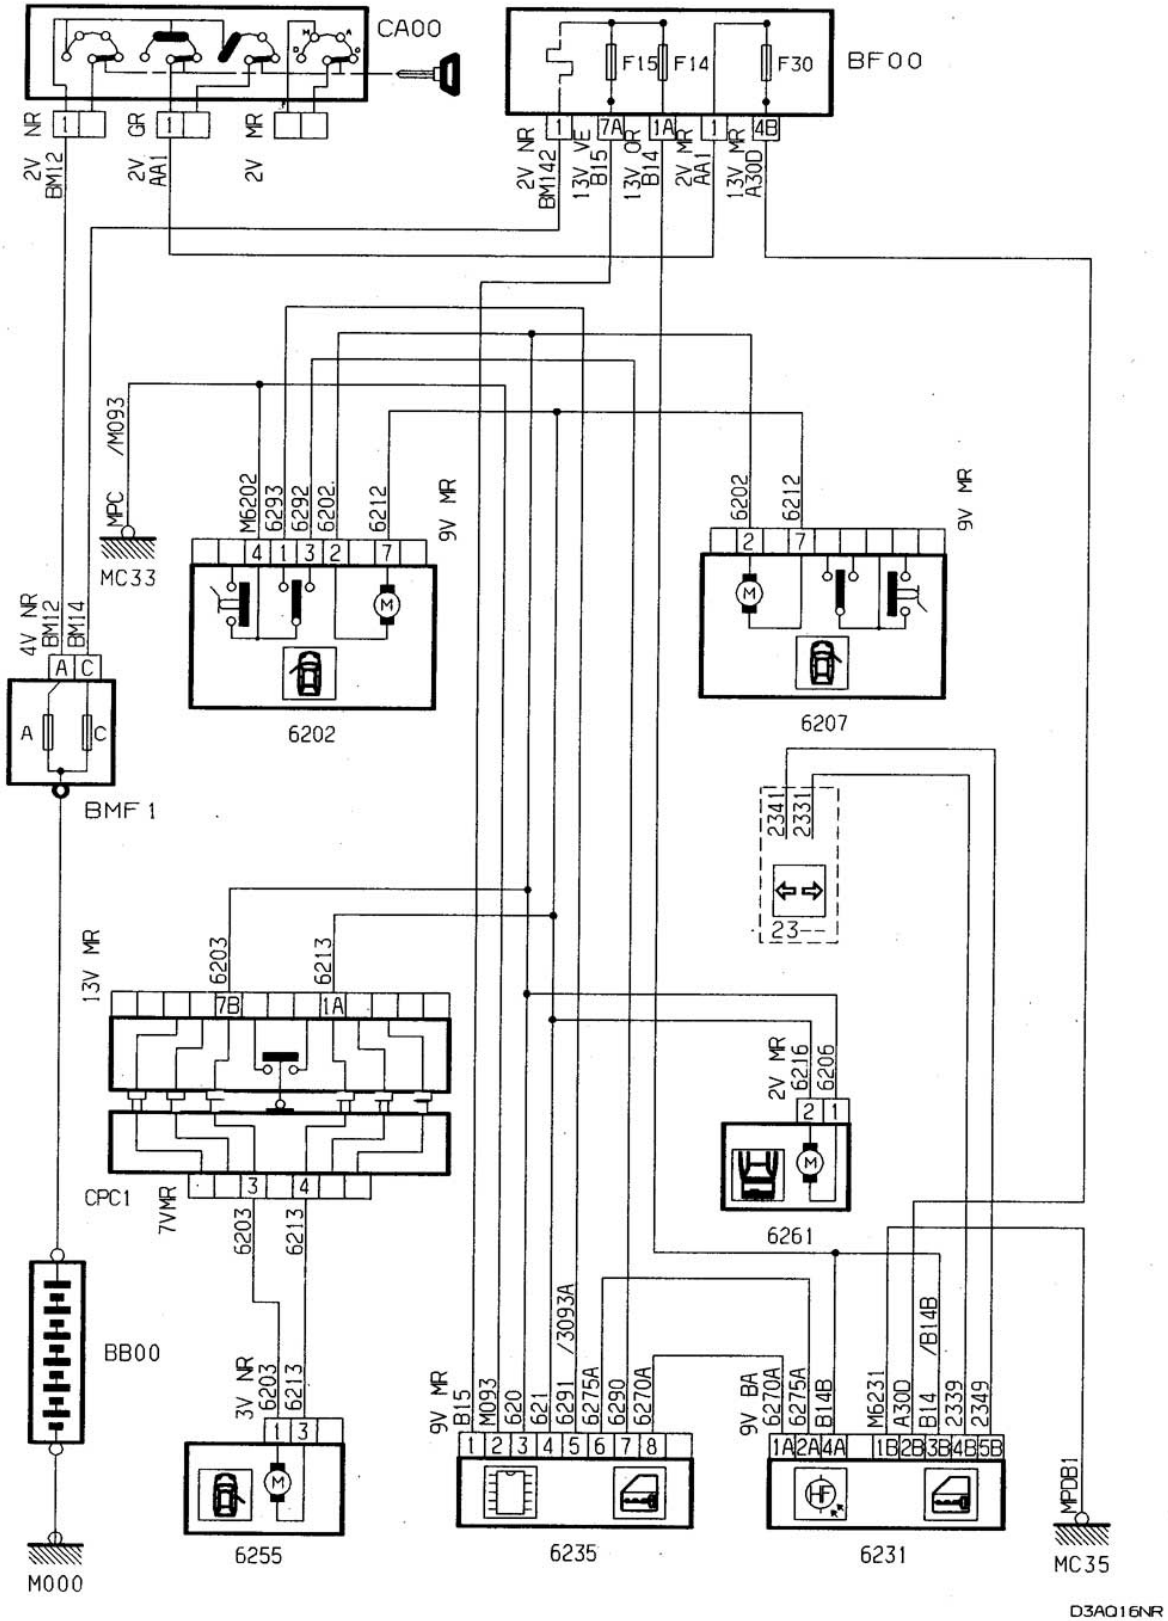 CA00
M A
D D
1
1
2V NR
BM12
2V GR
AA1
2V MR
BF00
F15
F14
F30
1
7A
1A
1
4B
2V NR
BM142
13V VE
B15
13V OR
B14
2V MR
AA1
13V MR
A30D
MPC /M093
MC33
M6202
6293
6292
6202.
6212
9V MR
4 1 3 2 7
M
6202
6202
6212
9V MR
2 7
M
6207
4V NR
BM12
BM14
A C
A
C
BMF1
2341
2331
23--
13V MR
6203
6213
7B
1A
CPC1
7VMR
3 4
6203
6213
2V MR
6216
6206
2 1
M
6261
BB00
M000
3V NR
6203
6213
1 3
M
6255
9V MR
B15
M093
620
621
6291 /3093A
6275A
6290
6270A
1 2 3 4 5 6 7 8
6235
9V BA
6270A
6275A
B14B
M6231
A30D
B14 /B14B
2339
2349
1A 2A 4A 1B 2B 3B 4B 5B
HF
6231
MPDB1
MC35
D3AQ16NR